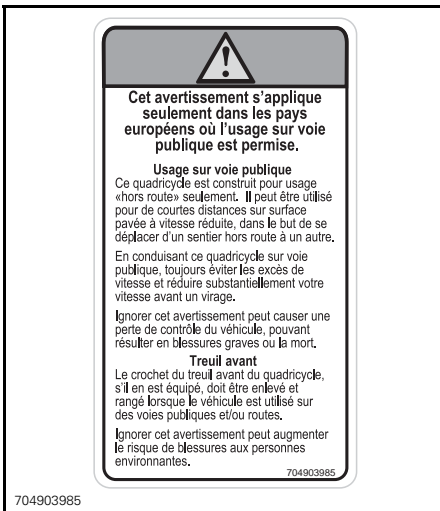 Cet avertissement s'applique
seulement dans les pays
européens où l'usage sur voie
publique est permise.
Usage sur voie publique
Ce quadricycle est construit pour usage
«hors route» seulement. Il peut être utilisé
pour de courtes distances sur surface
pavée à vitesse réduite, dans le but de se
déplacer d'un sentier hors route à un autre.
En conduisant ce quadricycle sur voie
publique, toujours éviter les excès de
vitesse et réduire substantiellement votre
vitesse avant un virage.
Ignorer cet avertissement peut causer une
perte de contrôle du véhicule, pouvant
résulter en blessures graves ou la mort.
Treuil avant
Le crochet du treuil avant du quadricycle,
s'il en est équipé, doit être enlevé et
rangé lorsque le véhicule est utilisé sur
des voies publiques et/ou routes.
Ignorer cet avertissement peut augmenter
le risque de blessures aux personnes
environnantes.
704903985
704903985